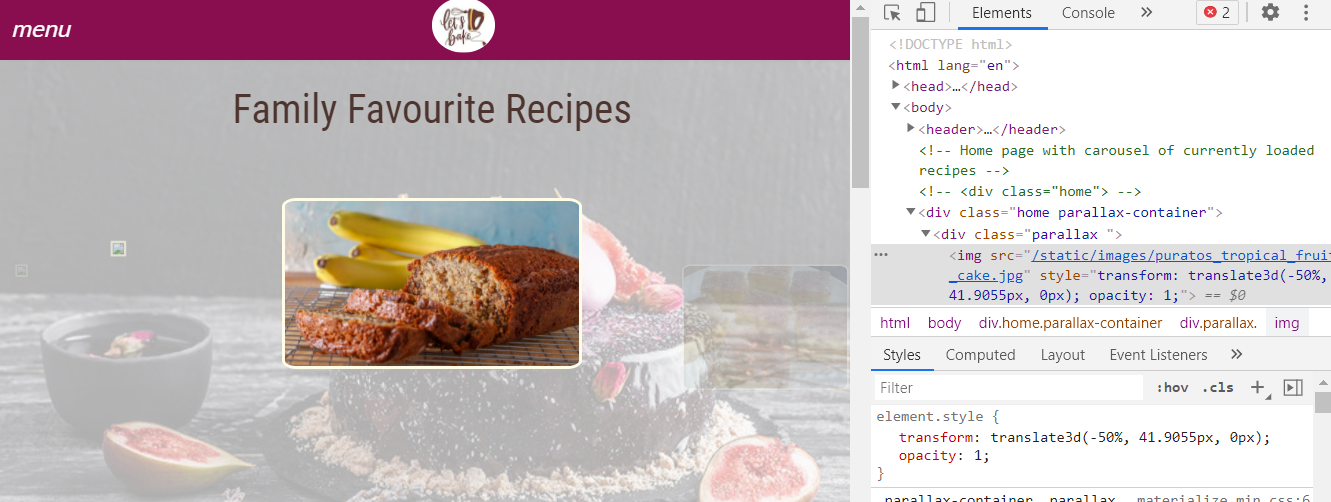 menu
let's
bake
Family Favourite Recipes
Elements Console » 2
<!DOCTYPE html>
<html lang="en">
<head>…</head>
<body>
<header>…</header>
<!-- Home page with carousel of currently loaded
recipes -->
<!-- <div class="home"> -->
<div class="home parallax-container">
<div class="parallax ">
<img src="/static/images/puratos_tropical_frui
_cake.jpg" style="transform: translate3d(-50%,
41.9055px, 0px); opacity: 1;"> == $0
html body div.home.parallax-container div.parallax. img
Styles Computed Layout Event Listeners »
Filter :hov .cls +
element.style {
transform: translate3d(-50%, 41.9055px, 0px);
opacity: 1;
}
.parallax-container .parallax materialize.min.css:6